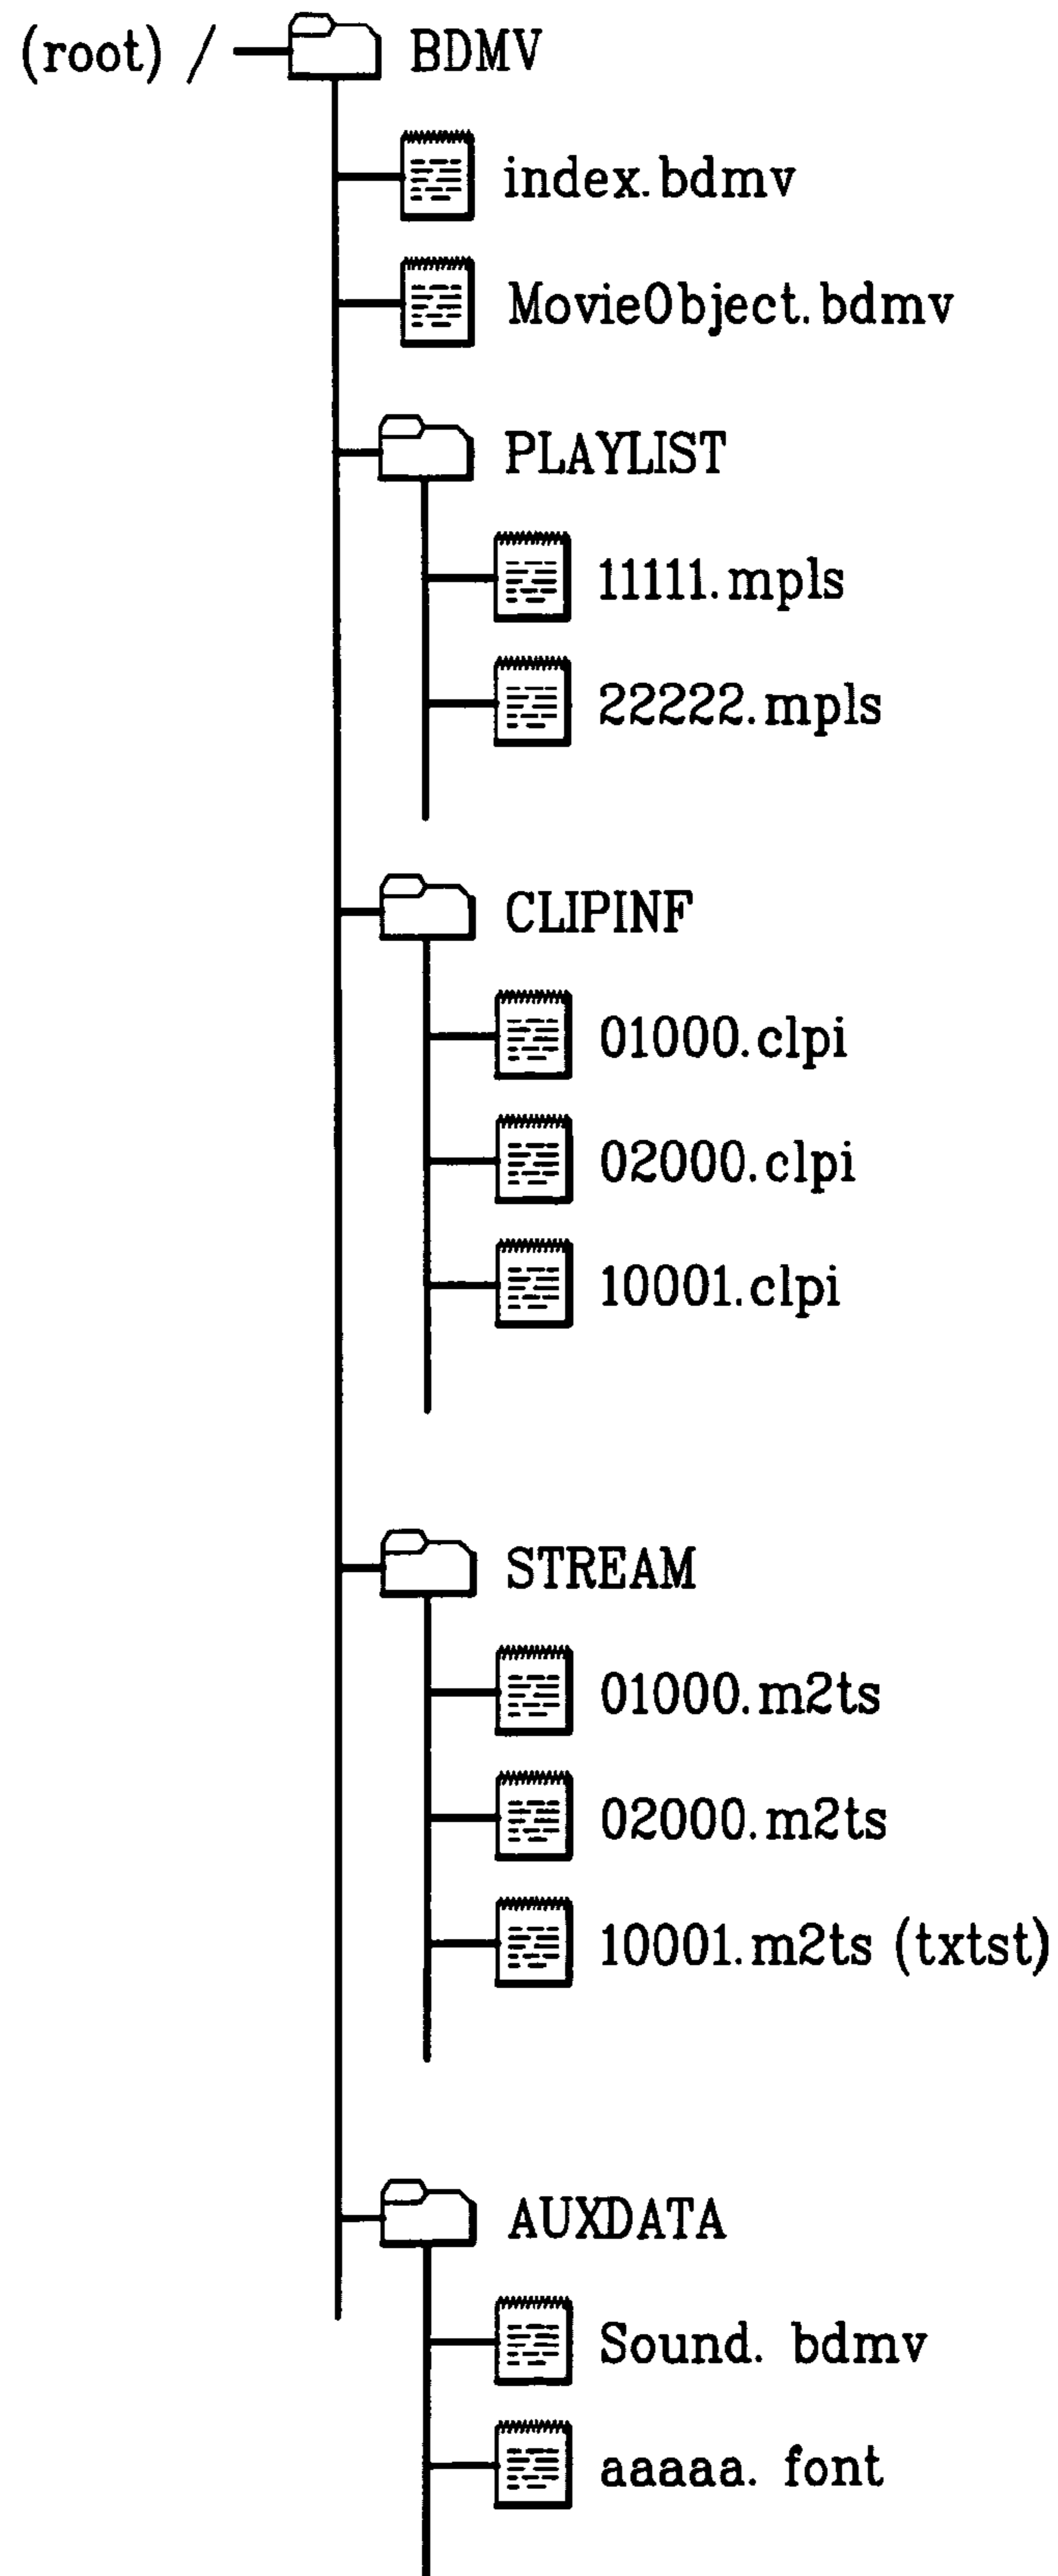 (root) / BDMV
index.bdmv
MovieObject.bdmv
PLAYLIST
11111.mpls
22222.mpls
CLIPINF
01000.clpi
02000.clpi
10001.clpi
STREAM
01000.m2ts
02000.m2ts
10001.m2ts (txtst)
AUXDATA
Sound. bdmv
aaaaa. font